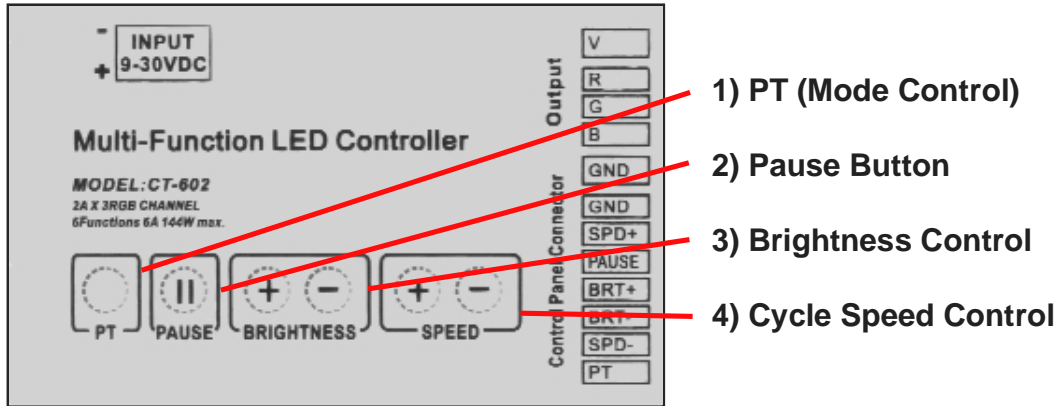 -
+
INPUT
9-30VDC
Multi-Function LED Controller
MODEL:CT-602
2A X 3RGB CHANNEL
6Functions 6A 144W max.
PT
PAUSE
+ -
BRIGHTNESS
+ -
SPEED
Output
V
R
G
B
Control Panel Connector
GND
GND
SPD+
PAUSE
BRT+
BRT-
SPD-
PT
1) PT (Mode Control)
2) Pause Button
3) Brightness Control
4) Cycle Speed Control